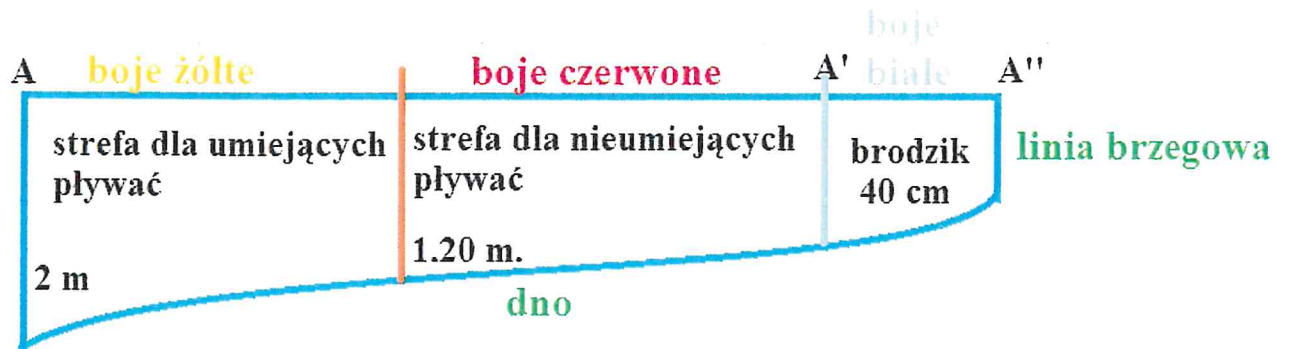 boje
A boje żółte boje czerwone A' białe A''
strefa dla umiejących
pływać
strefa dla nieumiejących
pływać
brodzik
40 cm
linia brzegowa
1.20 m.
2 m
dno